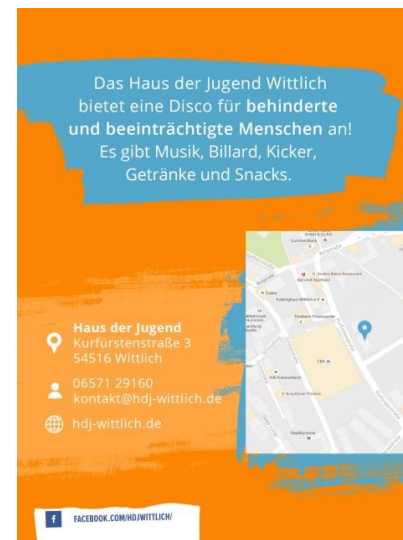 Das Haus der Jugend Wittlich
bietet eine Disco für behinderte
und beeinträchtigte Menschen an!
Es gibt Musik, Billard, Kicker,
Getränke und Snacks.
Haus der Jugend
Kurfürstenstraße 3
54516 Wittlich
06571 29160
kontakt@hdj-wittlich.de
hdj-wittlich.de
FACEBOOK.COM/HDJWITTLICH/